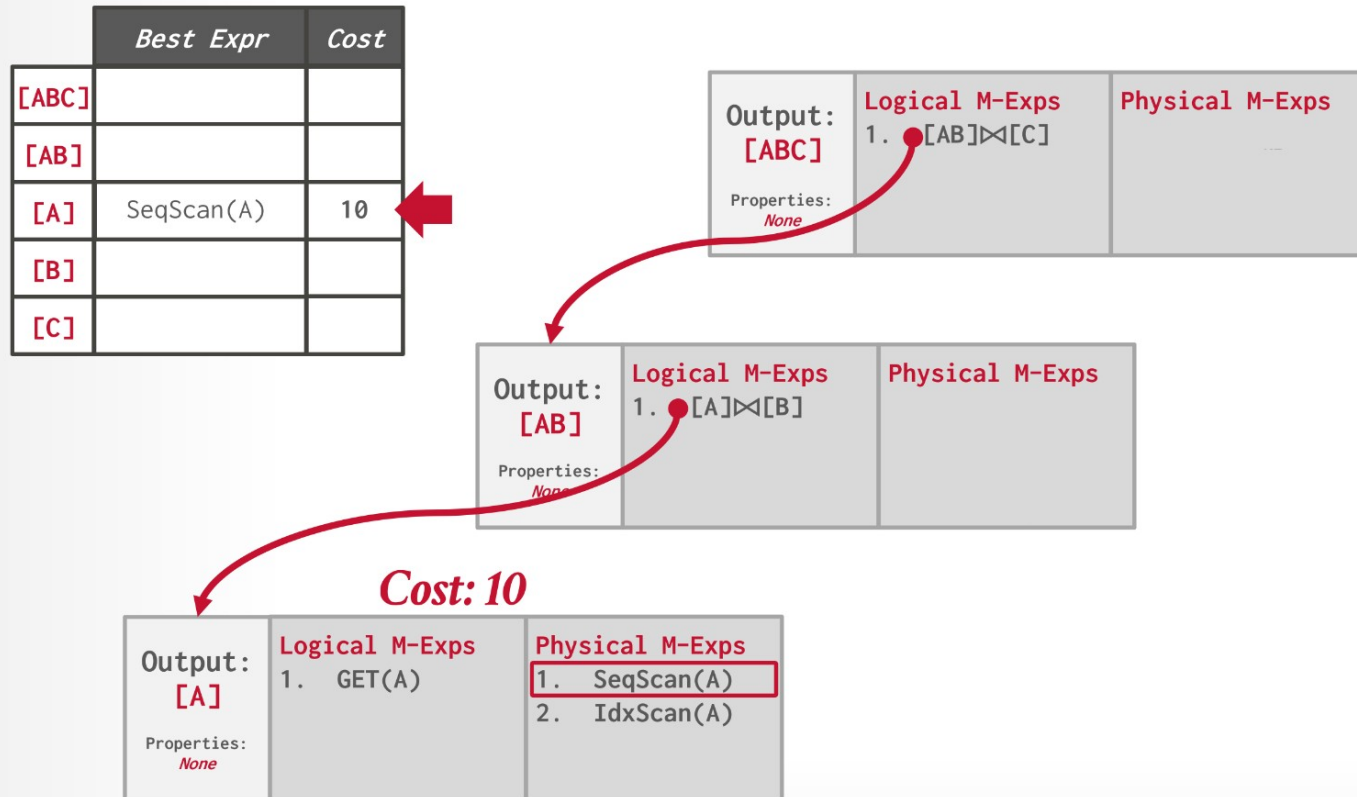 Best Expr Cost
[ABC]
[AB]
[A] SeqScan(A) 10
[B]
[C]
Output:
[ABC]
Properties:
None
Logical M-Exps
1. [AB]⋈[C]
Physical M-Exps
Output:
[AB]
Properties:
None
Logical M-Exps
1. [A]⋈[B]
Physical M-Exps
Cost: 10
Output:
[A]
Properties:
None
Logical M-Exps
1. GET(A)
Physical M-Exps
1. SeqScan(A)
2. IdxScan(A)